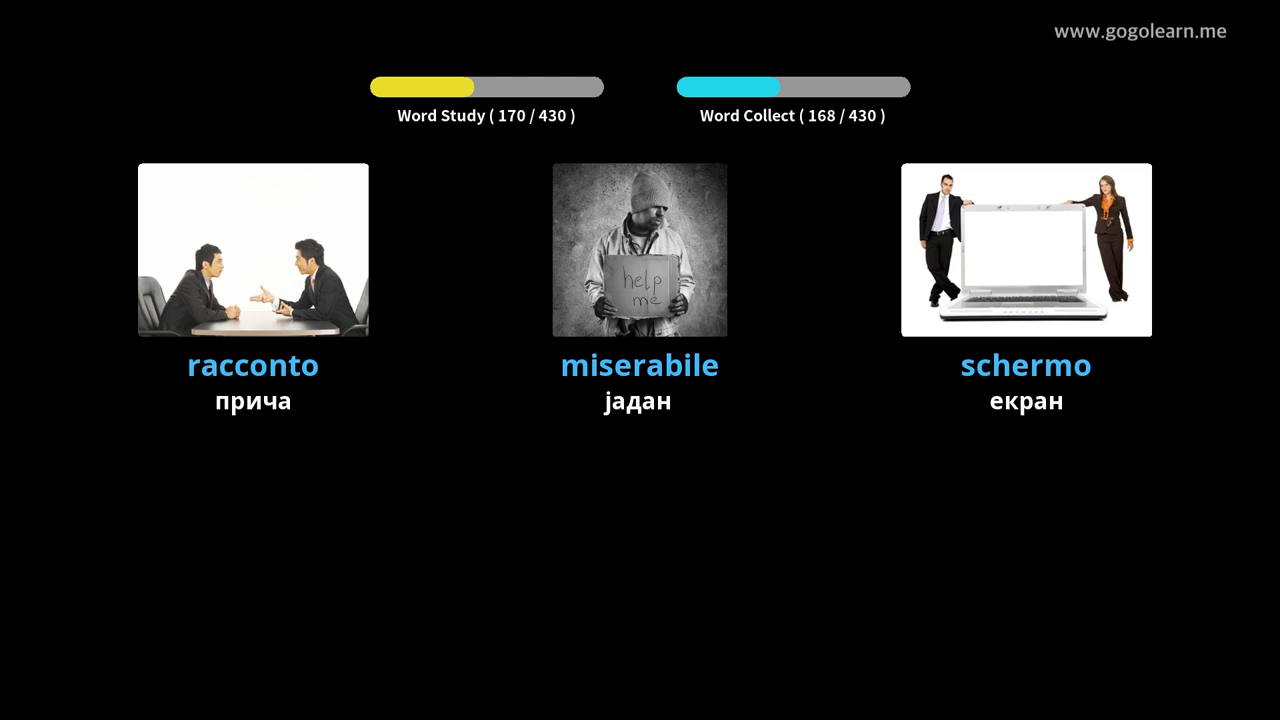 www.gogolearn.me
Word Study ( 170 / 430 )
Word Collect ( 168 / 430 )
help
me
racconto
прича
miserabile
јадан
schermo
екран